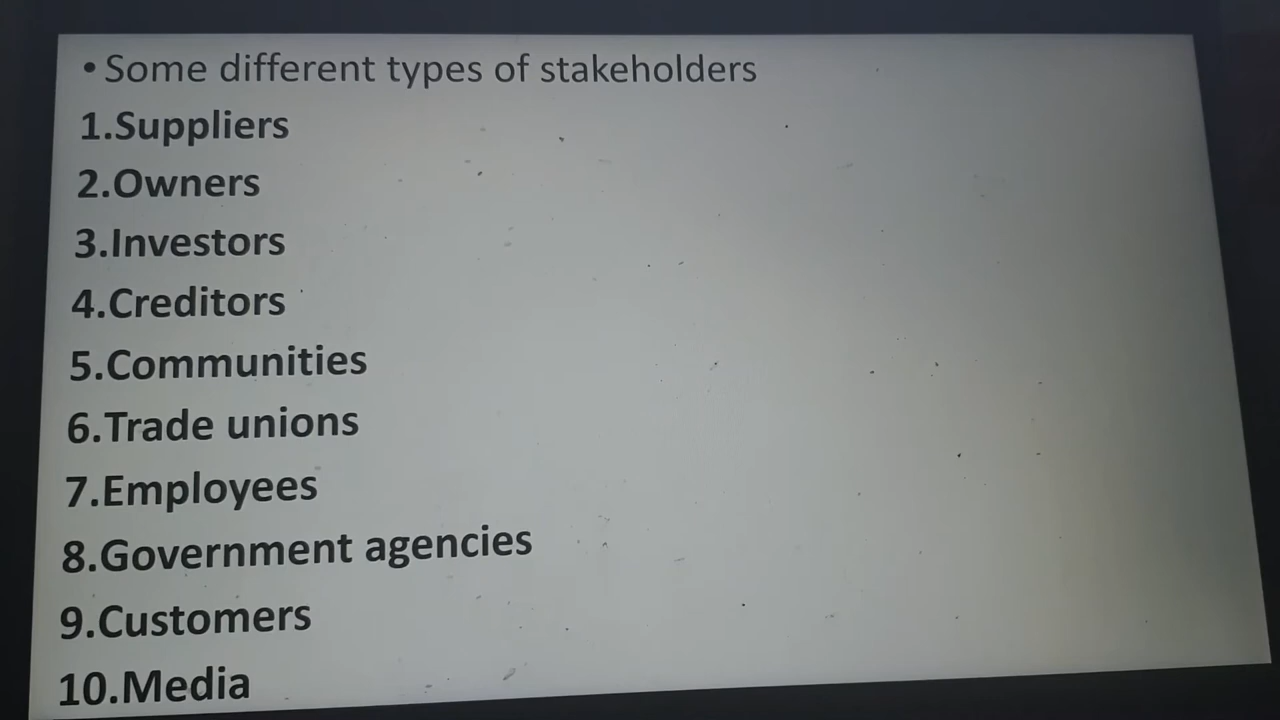 • Some different types of stakeholders
1.Suppliers
2.Owners
3.Investors
4.Creditors
5.Communities
6.Trade unions
7.Employees
8.Government agencies
9.Customers
10.Media